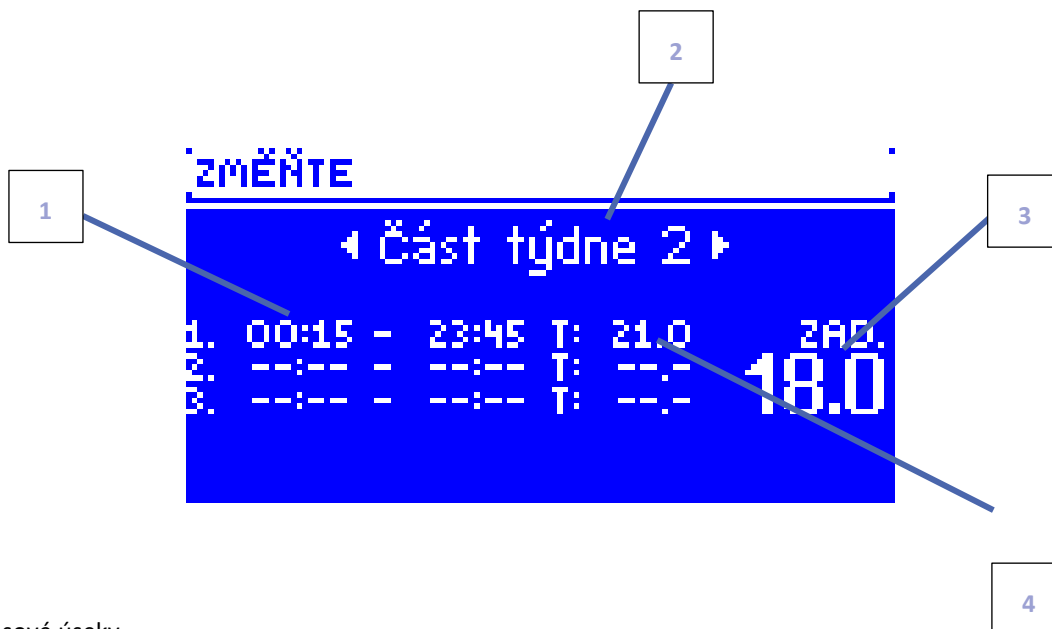 2
ZMĚŇTE
1
3
Část týdne 2
1. 00:15 - 23:45 T: 21.0 ZAD.
2. --:-- - --:-- T: --.- 18.0
3. --:-- - --:-- T: --.-
4
úseky